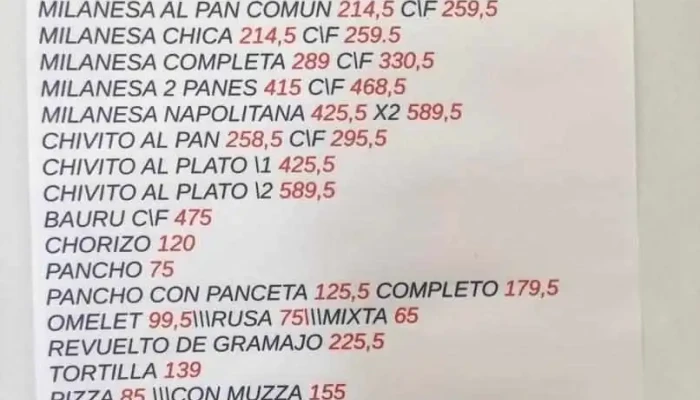 MILANESA AL PAN COMUN 214,5 C\F 259,5
MILANESA CHICA 214,5 C\F 259.5
MILANESA COMPLETA 289 C\F 330,5
MILANESA 2 PANES 415 C\F 468,5
MILANESA NAPOLITANA 425,5 X2 589,5
CHIVITO AL PAN 258,5 C\F 295,5
CHIVITO AL PLATO \1 425,5
CHIVITO AL PLATO \2 589,5
BAURU C\F 475
CHORIZO 120
PANCHO 75
PANCHO CON PANCETA 125,5 COMPLETO 179,5
OMELET 99,5\\\RUSA 75\\\MIXTA 65
REVUELTO DE GRAMAJO 225,5
TORTILLA 139
PIZZA 85 \\\CON MUZZA 155